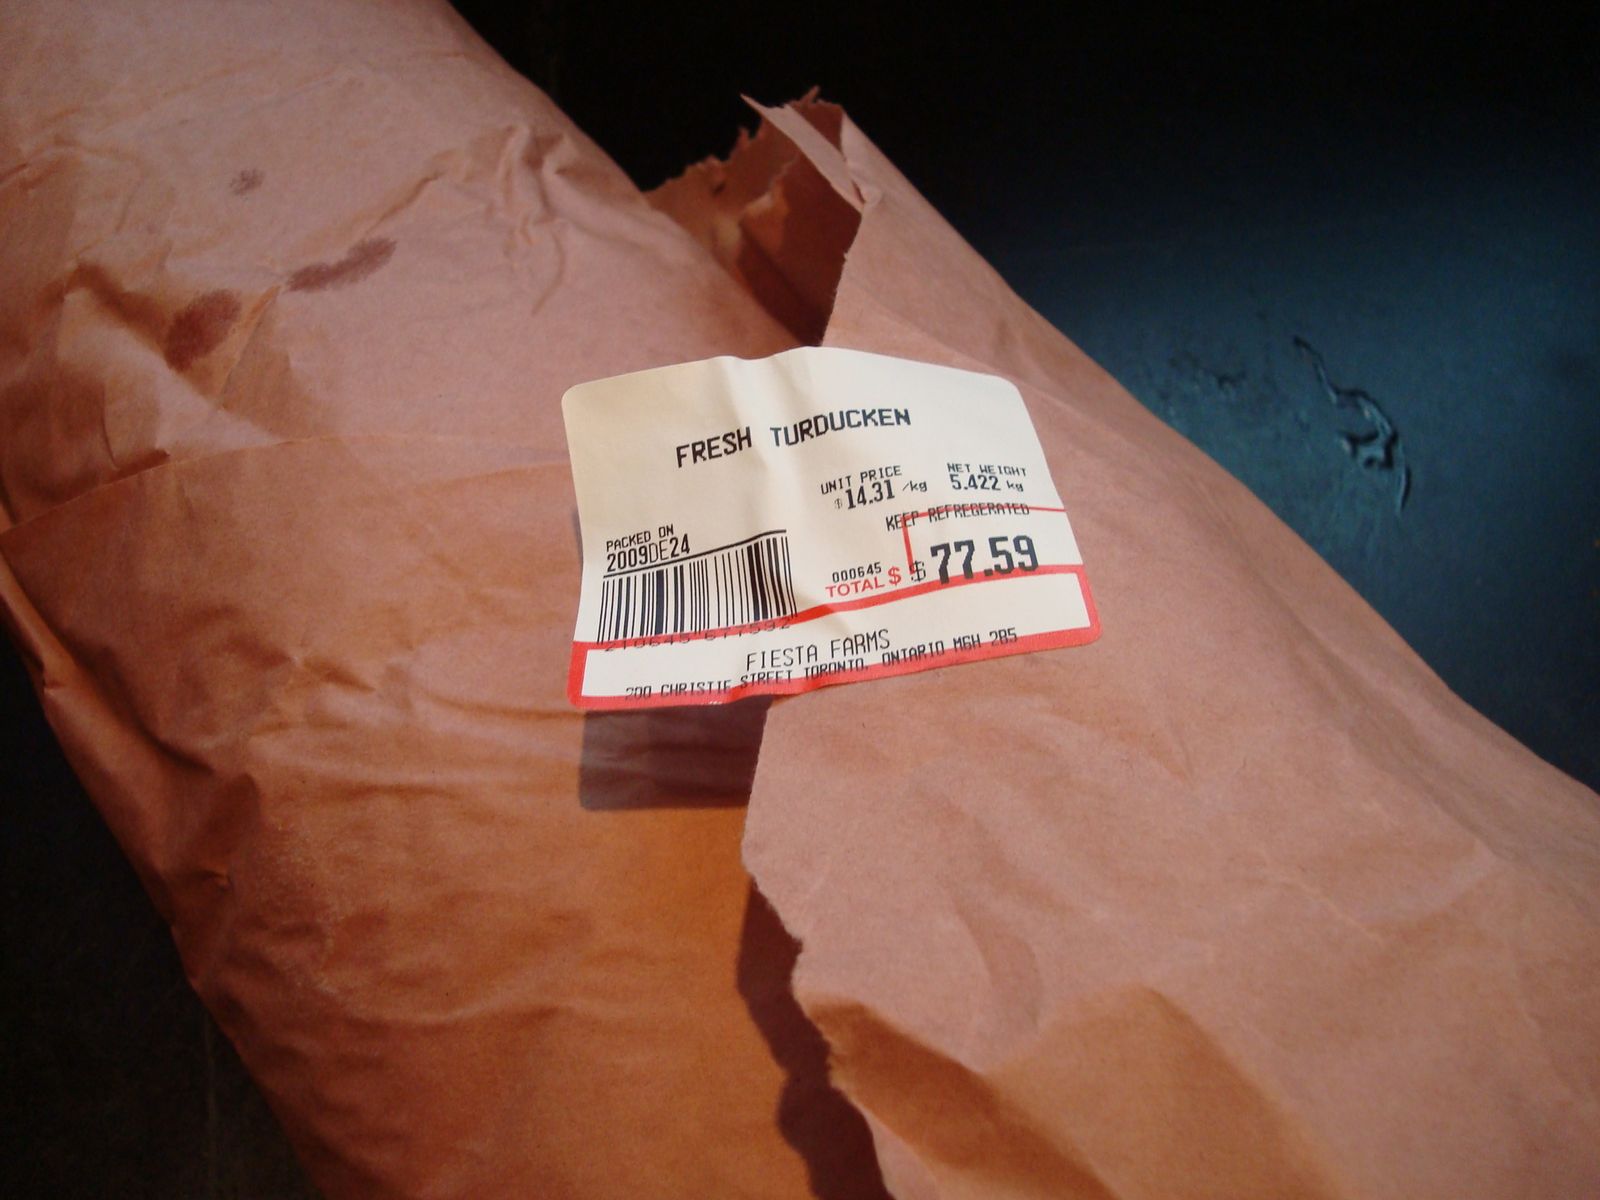 FRESH TURDUCKEN
UNIT PRICE NET WEIGHT
$14.31 /kg 5.422 kg
KEEP REFREGERATED
PACKED ON
2009DE24
000645
TOTAL $ $ 77.59
FIESTA FARMS
200 CHRISTIE STREET TORONTO, ONTARIO M6H 2B5